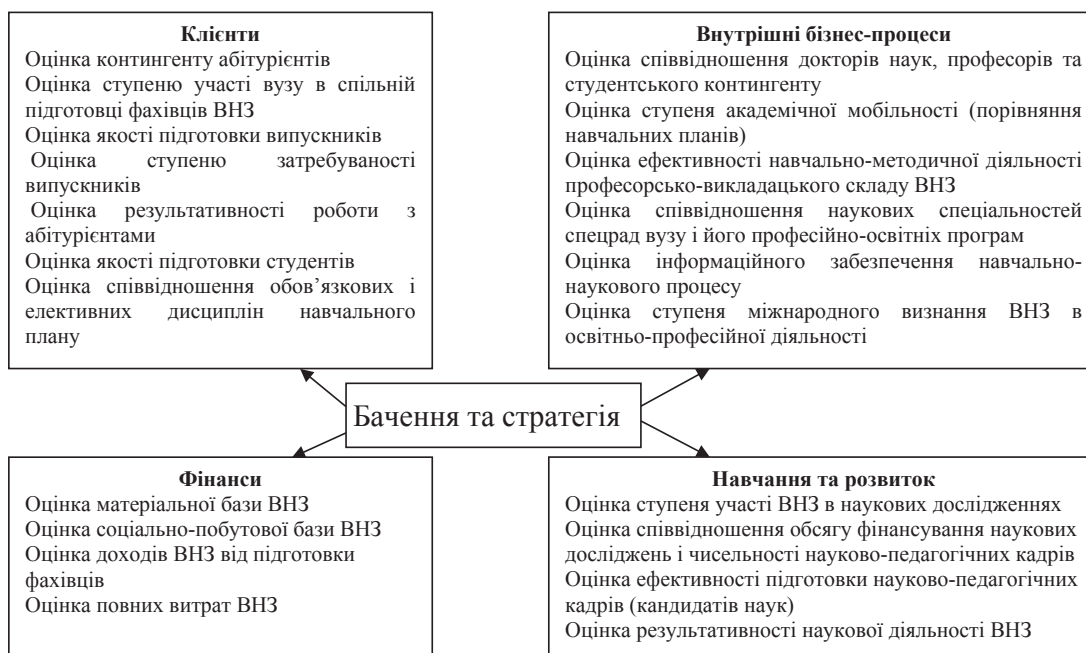 Клієнти
Оцінка контингенту абітурієнтів
Оцінка ступеню участі вузу в спільній
підготовці фахівців ВНЗ
Оцінка якості підготовки випускників
Оцінка ступеню затребуваності
випускників
Оцінка результативності роботи з
абітурієнтами
Оцінка якості підготовки студентів
Оцінка співвідношення обов’язкових і
елективних дисциплін навчального
плану
Внутрішні бізнес-процеси
Оцінка співвідношення докторів наук, професорів та
студентського контингенту
Оцінка ступеня академічної мобільності (порівняння
навчальних планів)
Оцінка ефективності навчально-методичної діяльності
професорсько-викладацького складу ВНЗ
Оцінка співвідношення наукових спеціальностей
спецрад вузу і його професійно-освітніх програм
Оцінка інформаційного забезпечення навчально-
наукового процесу
Оцінка ступеня міжнародного визнання ВНЗ в
освітньо-професійної діяльності
Бачення та стратегія
Фінанси
Оцінка матеріальної бази ВНЗ
Оцінка соціально-побутової бази ВНЗ
Оцінка доходів ВНЗ від підготовки
фахівців
Оцінка повних витрат ВНЗ
Навчання та розвиток
Оцінка ступеня участі ВНЗ в наукових дослідженнях
Оцінка співвідношення обсягу фінансування наукових
досліджень і чисельності науково-педагогічних кадрів
Оцінка ефективності підготовки науково-педагогічних
кадрів (кандидатів наук)
Оцінка результативності наукової діяльності ВНЗ